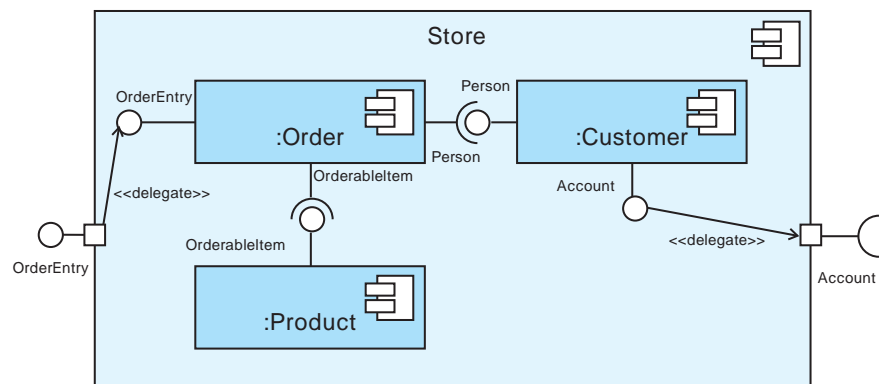 Store
Person
OrderEntry
:Order
:Customer
Person
OrderableItem
Account
<<delegate>>
OrderableItem
<<delegate>>
OrderEntry
Account
:Product